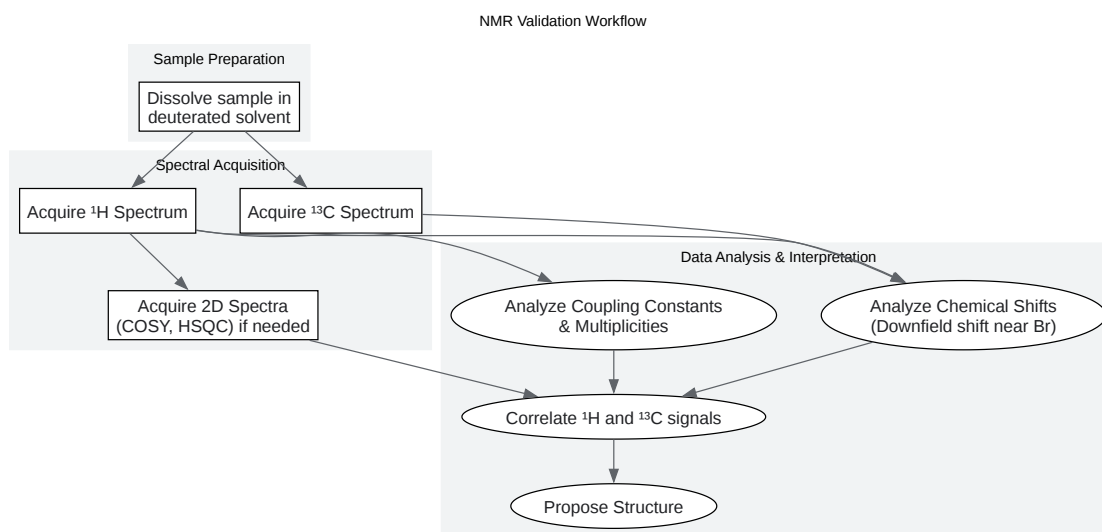 NMR Validation Workflow
Sample Preparation
Dissolve sample in
deuterated solvent
Spectral Acquisition
Acquire ¹H Spectrum
Acquire ¹³C Spectrum
Data Analysis & Interpretation
Acquire 2D Spectra
(COSY, HSQC) if needed
Analyze Coupling Constants
& Multiplicities
Analyze Chemical Shifts
(Downfield shift near Br)
Correlate ¹H and ¹³C signals
Propose Structure